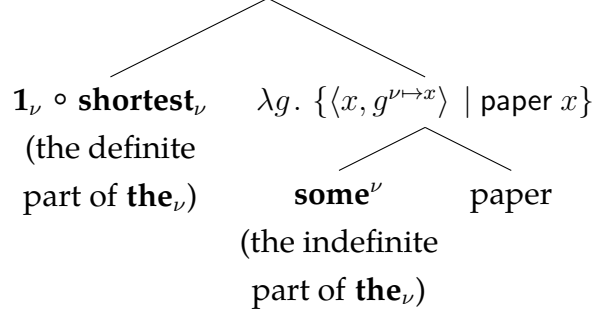 𝟏_ν ∘ shortest_ν λg. {⟨x, g^{ν↦x}⟩ | paper x}
(the definite
part of the_ν)
some^ν paper
(the indefinite
part of the_ν)